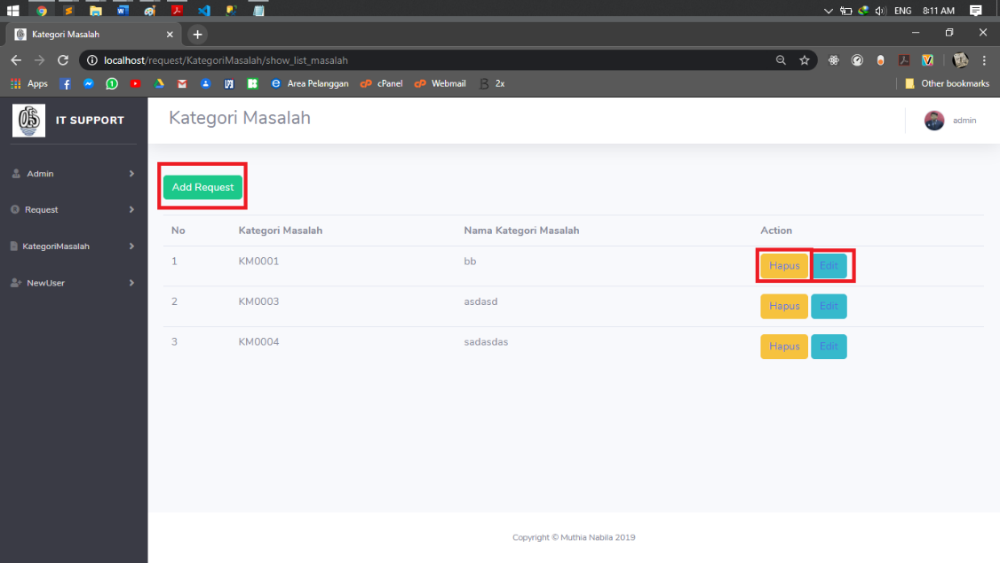 ENG 8:11 AM
Kategori Masalah
localhost/request/KategoriMasalah/show_list_masalah
Apps Area Pelanggan cPanel Webmail 2x Other bookmarks
IT SUPPORT
Kategori Masalah
admin
Admin
Request
KategoriMasalah
NewUser
Add Request
No Kategori Masalah Nama Kategori Masalah Action
1 KM0001 bb Hapus Edit
2 KM0003 asdasd Hapus Edit
3 KM0004 sadasdas Hapus Edit
Copyright © Muthia Nabila 2019